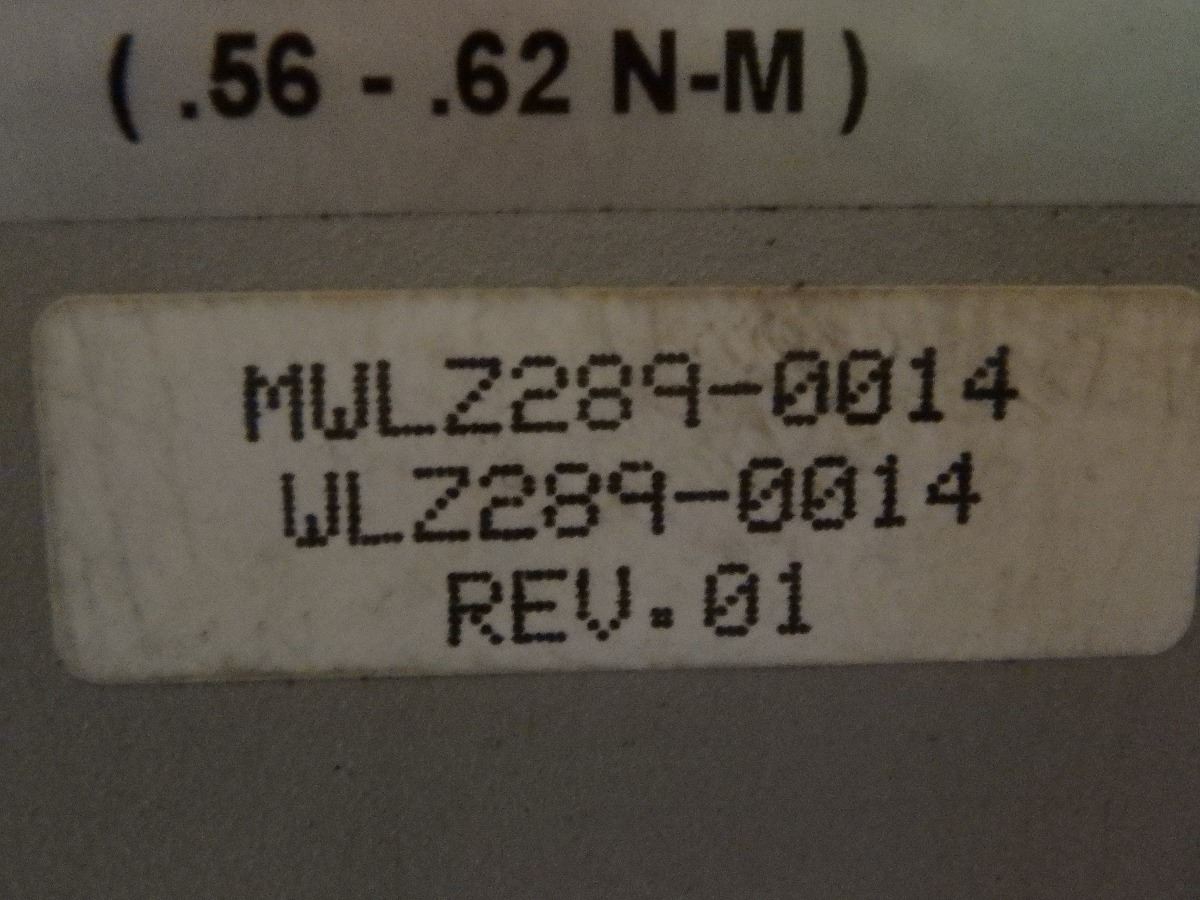 ( .56 - .62 N-M )
MWLZ289-0014
WLZ289-0014
REV.01